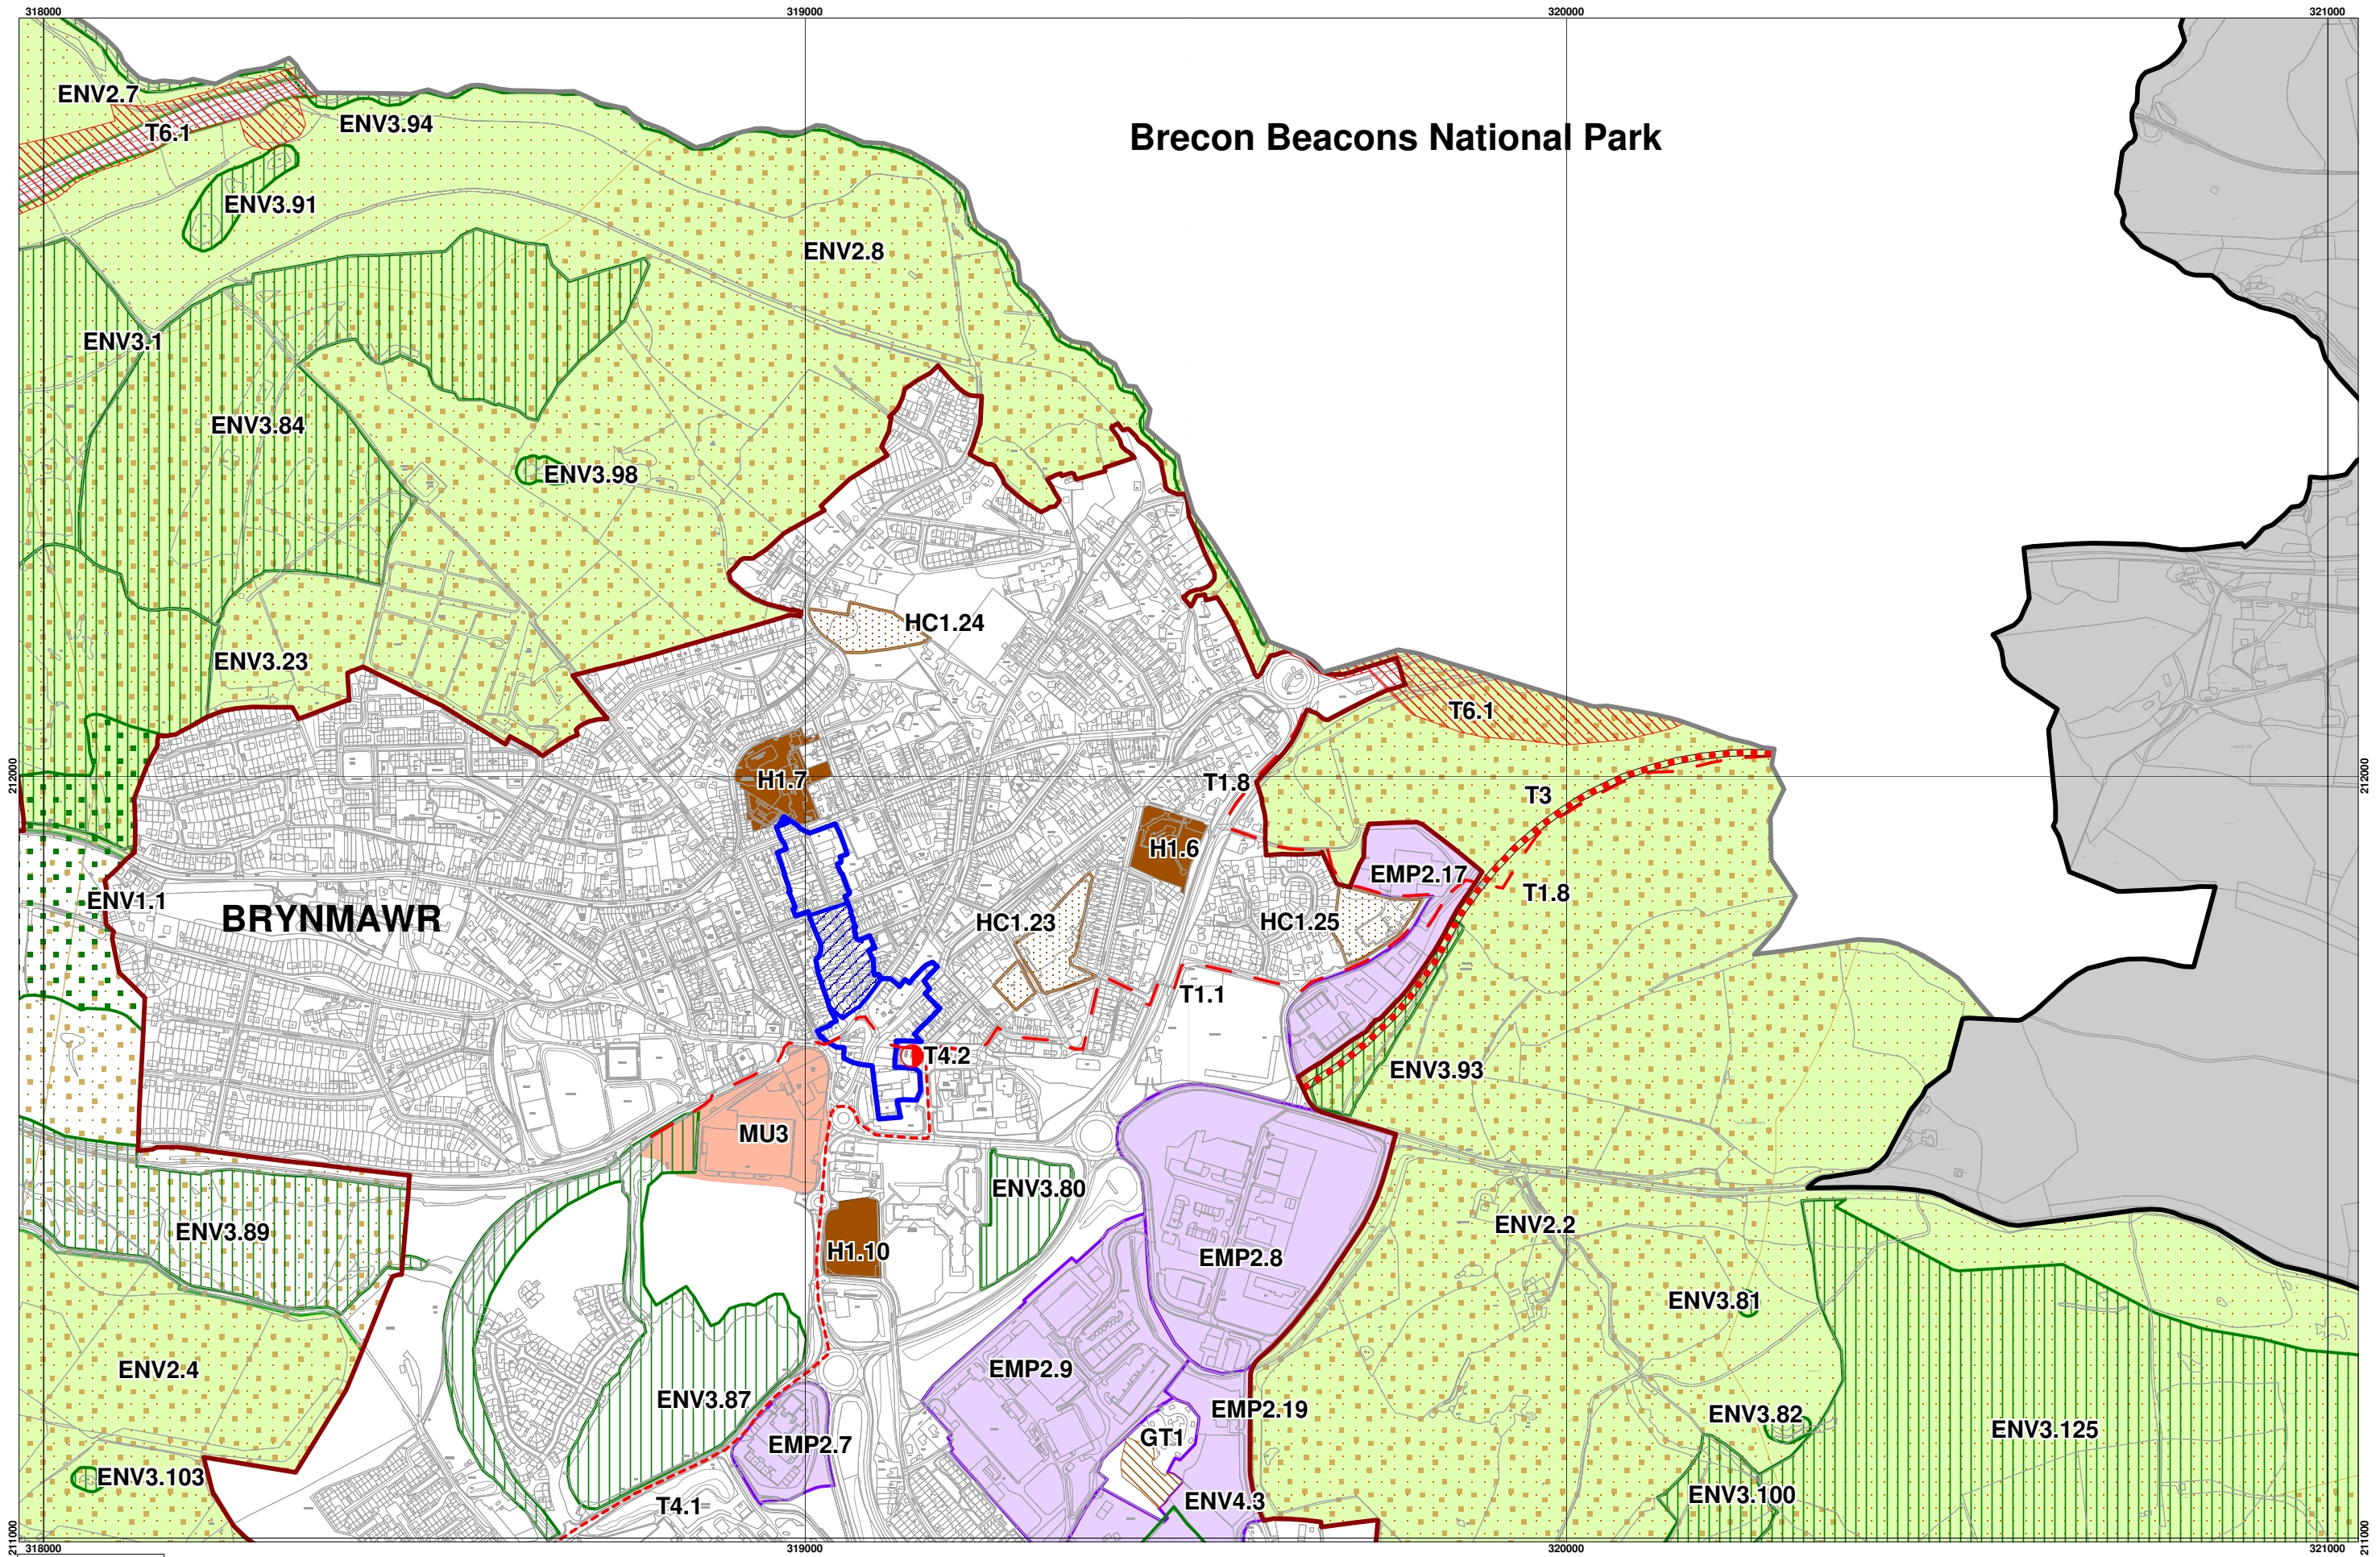 318000
319000
320000
321000
ENV2.7
T6.1
ENV3.94
Brecon Beacons National Park
ENV3.91
ENV2.8
ENV3.1
ENV3.84
ENV3.98
HC1.24
ENV3.23
T6.1
212000
H1.7
T1.8
T3
212000
H1.6
EMP2.17
T1.8
ENV1.1
BRYNMAWR
HC1.23
HC1.25
T1.1
T4.2
ENV3.93
MU3
ENV3.80
ENV3.89
ENV2.2
H1.10
EMP2.8
ENV3.81
ENV2.4
EMP2.9
ENV3.87
EMP2.19
ENV3.82
ENV3.125
EMP2.7
GT1
ENV3.103
ENV3.100
T4.1
ENV4.3
211000
211000
318000
319000
320000
321000